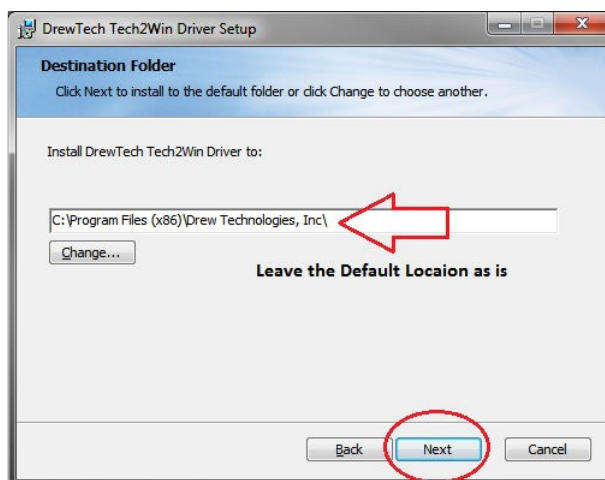 DrewTech Tech2Win Driver Setup
Destination Folder
Click Next to install to the default folder or click Change to choose another.
Install DrewTech Tech2Win Driver to:
C:\Program Files (x86)\Drew Technologies, Inc\
Change...
Leave the Default Locaion as is
Back Next Cancel